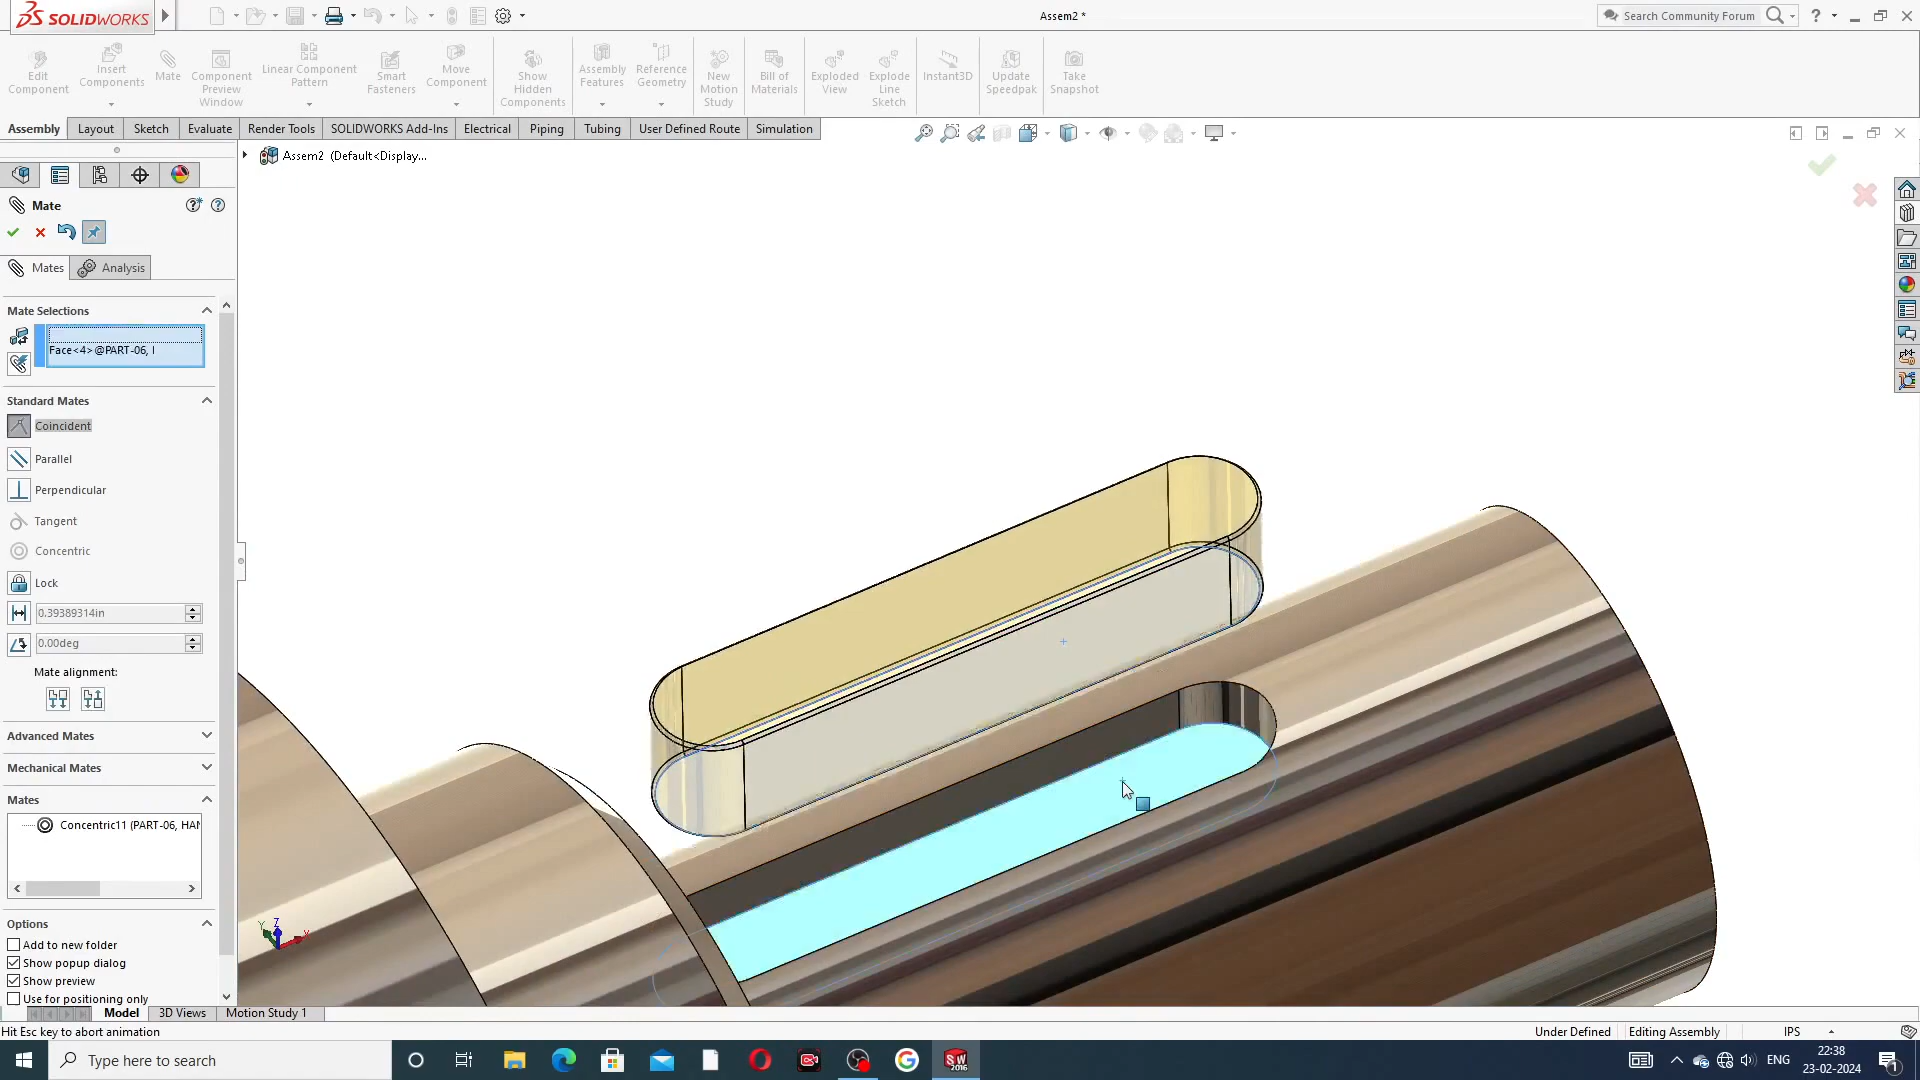 SOLIDWORKS
Assem2 *
Search Community Forum
Edit Component
Insert Components
Mate
Component Preview Window
Linear Component Pattern
Smart Fasteners
Move Component
Show Hidden Components
Assembly Features
Reference Geometry
New Motion Study
Bill of Materials
Exploded View
Explode Line Sketch
Instant3D
Update Speedpak
Take Snapshot
Assembly
Layout
Sketch
Evaluate
Render Tools
SOLIDWORKS Add-Ins
Electrical
Piping
Tubing
User Defined Route
Simulation
Assem2 (Default<Display...
Mate
Mates
Analysis
Mate Selections
Face<4>@PART-06, I
Standard Mates
Coincident
Parallel
Perpendicular
Tangent
Concentric
Lock
0.39389314in
0.00deg
Mate alignment:
Advanced Mates
Mechanical Mates
Mates
Concentric11 (PART-06, HAN
Options
Add to new folder
Show popup dialog
Show preview
Use for positioning only
Y Z X
Model
3D Views
Motion Study 1
Hit Esc key to abort animation
Under Defined
Editing Assembly
IPS
Type here to search
SW
2016
ENG
22:38
23-02-2024
1